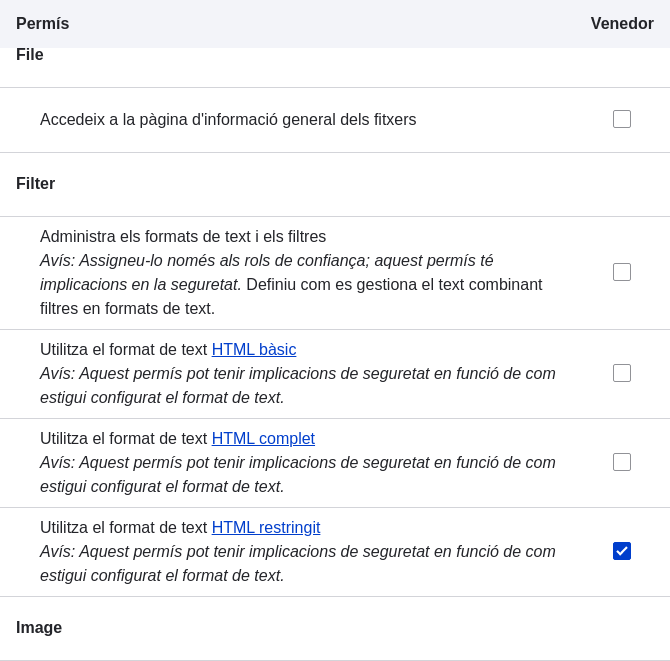 Permís Venedor
File
Accedeix a la pàgina d'informació general dels fitxers
Filter
Administra els formats de text i els filtres
Avís: Assigneu-lo només als rols de confiança; aquest permís té
implicacions en la seguretat. Definiu com es gestiona el text combinant
filtres en formats de text.
Utilitza el format de text HTML bàsic
Avís: Aquest permís pot tenir implicacions de seguretat en funció de com
estigui configurat el format de text.
Utilitza el format de text HTML complet
Avís: Aquest permís pot tenir implicacions de seguretat en funció de com
estigui configurat el format de text.
Utilitza el format de text HTML restringit
Avís: Aquest permís pot tenir implicacions de seguretat en funció de com
estigui configurat el format de text.
Image